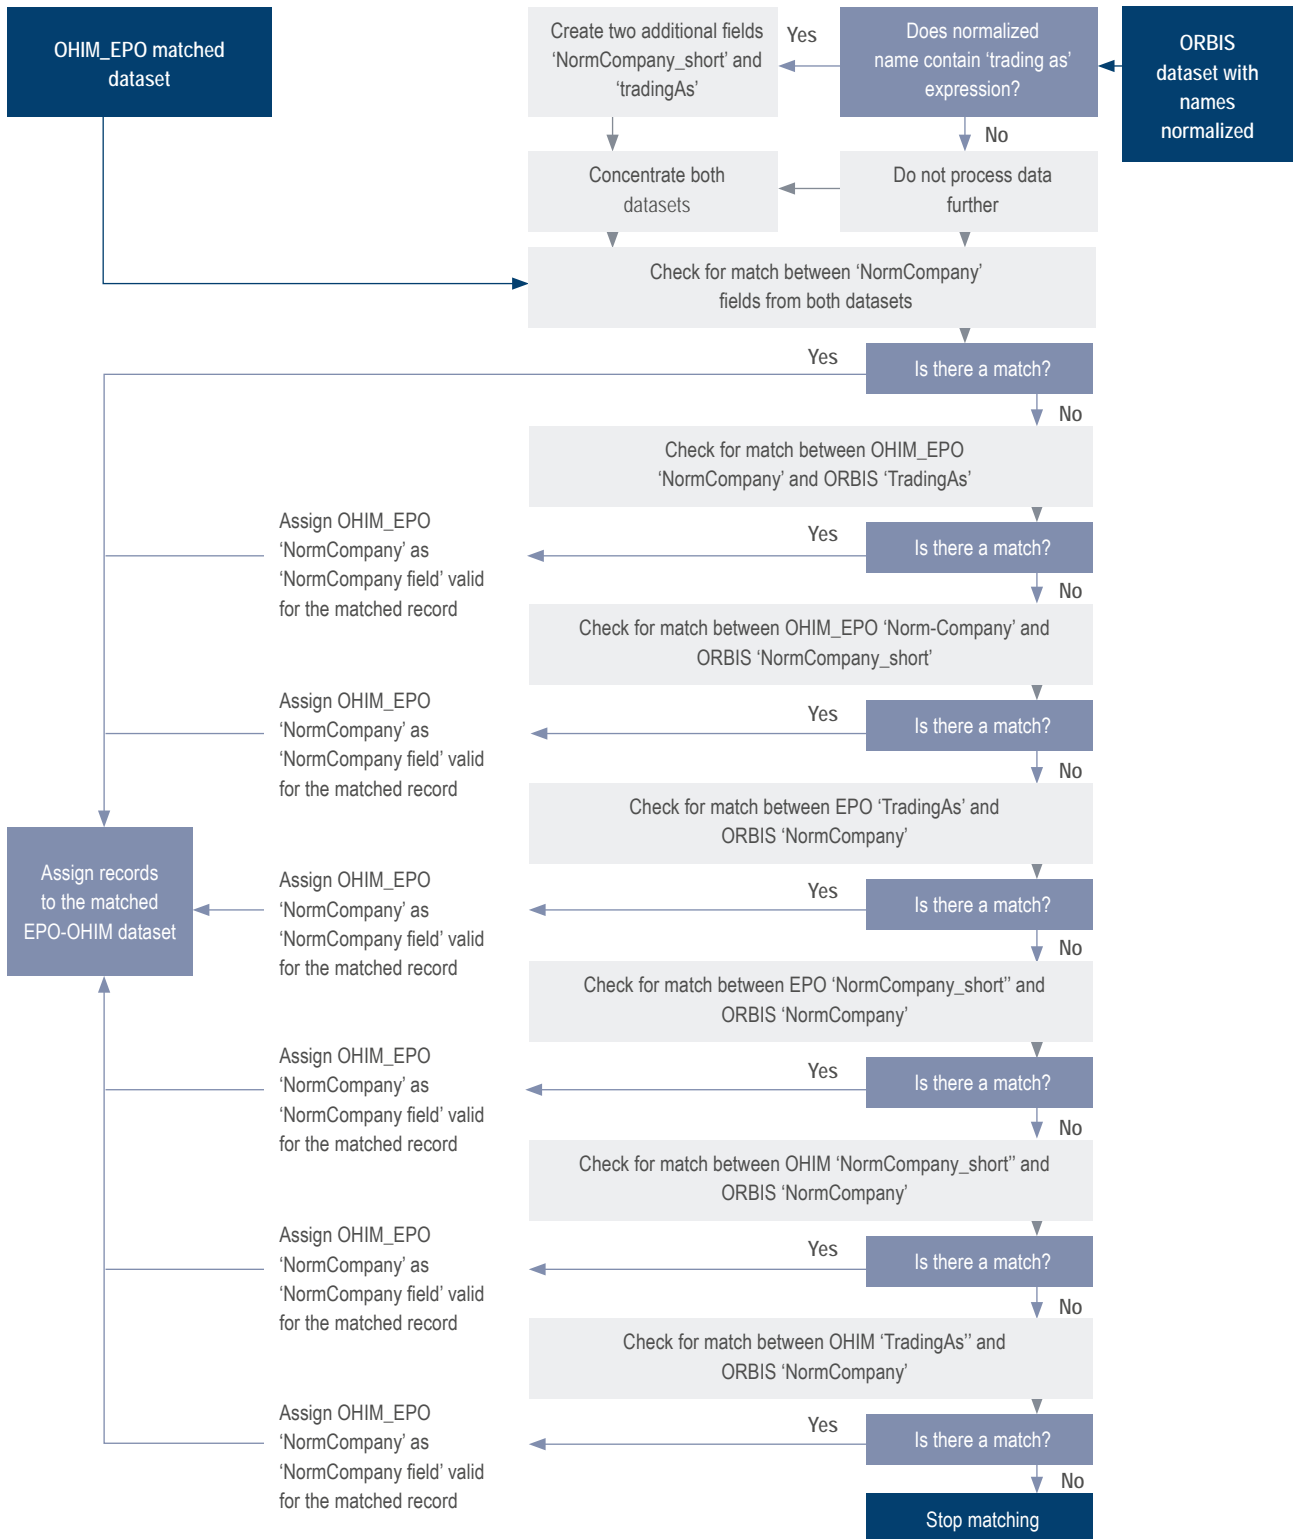 OHIM_EPO matched
dataset
Create two additional fields
‘NormCompany_short’ and
‘tradingAs’
Yes
Does normalized
name contain ‘trading as’
expression?
ORBIS
dataset with
names
normalized
No
Concentrate both
datasets
Do not process data
further
Check for match between ‘NormCompany’
fields from both datasets
Yes
Is there a match?
No
Check for match between OHIM_EPO
‘NormCompany’ and ORBIS ‘TradingAs’
Assign OHIM_EPO
‘NormCompany’ as
‘NormCompany field’ valid
for the matched record
Yes
Is there a match?
No
Check for match between OHIM_EPO ‘Norm-Company’ and
ORBIS ‘NormCompany_short’
Assign OHIM_EPO
‘NormCompany’ as
‘NormCompany field’ valid
for the matched record
Yes
Is there a match?
No
Check for match between EPO ‘TradingAs’ and
ORBIS ‘NormCompany’
Assign records
to the matched
EPO-OHIM dataset
Assign OHIM_EPO
‘NormCompany’ as
‘NormCompany field’ valid
for the matched record
Yes
Is there a match?
No
Check for match between EPO ‘NormCompany_short’’ and
ORBIS ‘NormCompany’
Assign OHIM_EPO
‘NormCompany’ as
‘NormCompany field’ valid
for the matched record
Yes
Is there a match?
No
Check for match between OHIM ‘NormCompany_short’’ and
ORBIS ‘NormCompany’
Assign OHIM_EPO
‘NormCompany’ as
‘NormCompany field’ valid
for the matched record
Yes
Is there a match?
No
Check for match between OHIM ‘TradingAs’’ and
ORBIS ‘NormCompany’
Assign OHIM_EPO
‘NormCompany’ as
‘NormCompany field’ valid
for the matched record
Yes
Is there a match?
No
Stop matching